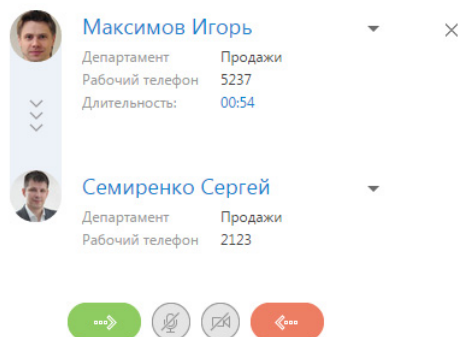 Максимов Игорь
Департамент Продажи
Рабочий телефон 5237
Длительность: 00:54
Семиренко Сергей
Департамент Продажи
Рабочий телефон 2123